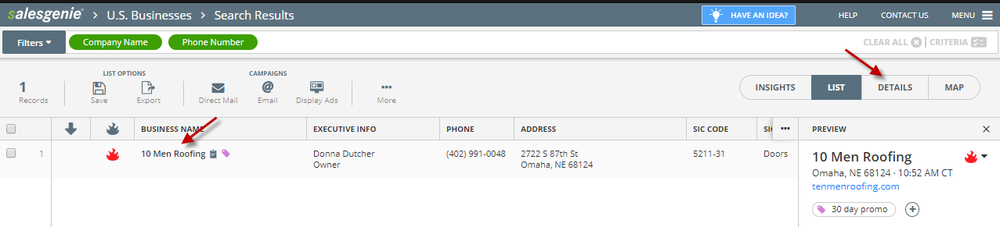 salesgenie > U.S. Businesses > Search Results HAVE AN IDEA? HELP CONTACT US MENU
Filters Company Name Phone Number CLEAR ALL | CRITERIA
LIST OPTIONS CAMPAIGNS
1 INSIGHTS LIST DETAILS MAP
Records Save Export Direct Mail Email Display Ads More
BUSINESS NAME EXECUTIVE INFO PHONE ADDRESS SIC CODE SIC ••• PREVIEW
1 10 Men Roofing Donna Dutcher (402) 991-0048 2722 S 87th St 5211-31 Doors
Owner Omaha, NE 68124
10 Men Roofing
Omaha, NE 68124 · 10:52 AM CT
tenmenroofing.com
30 day promo